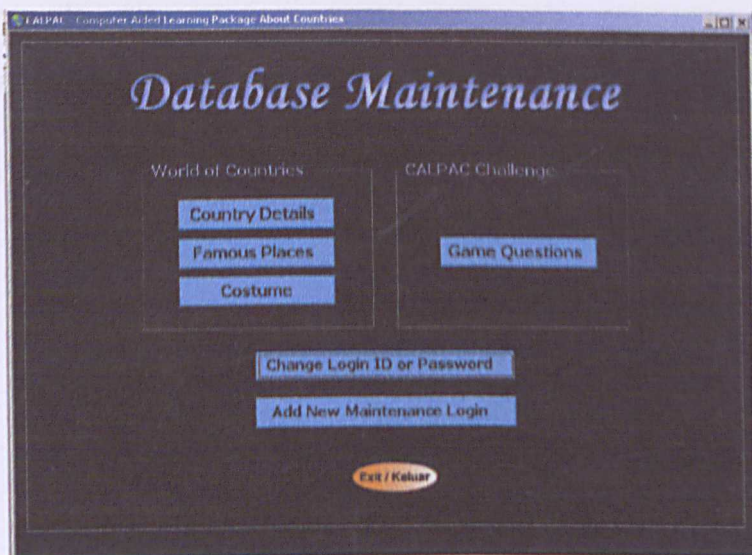 CALPAC - Computer Aided Learning Package About Countries
Database Maintenance
World of Countries
CALPAC Challenge
Country Details
Famous Places
Costume
Game Questions
Change Login ID or Password
Add New Maintenance Login
Exit / Keluar